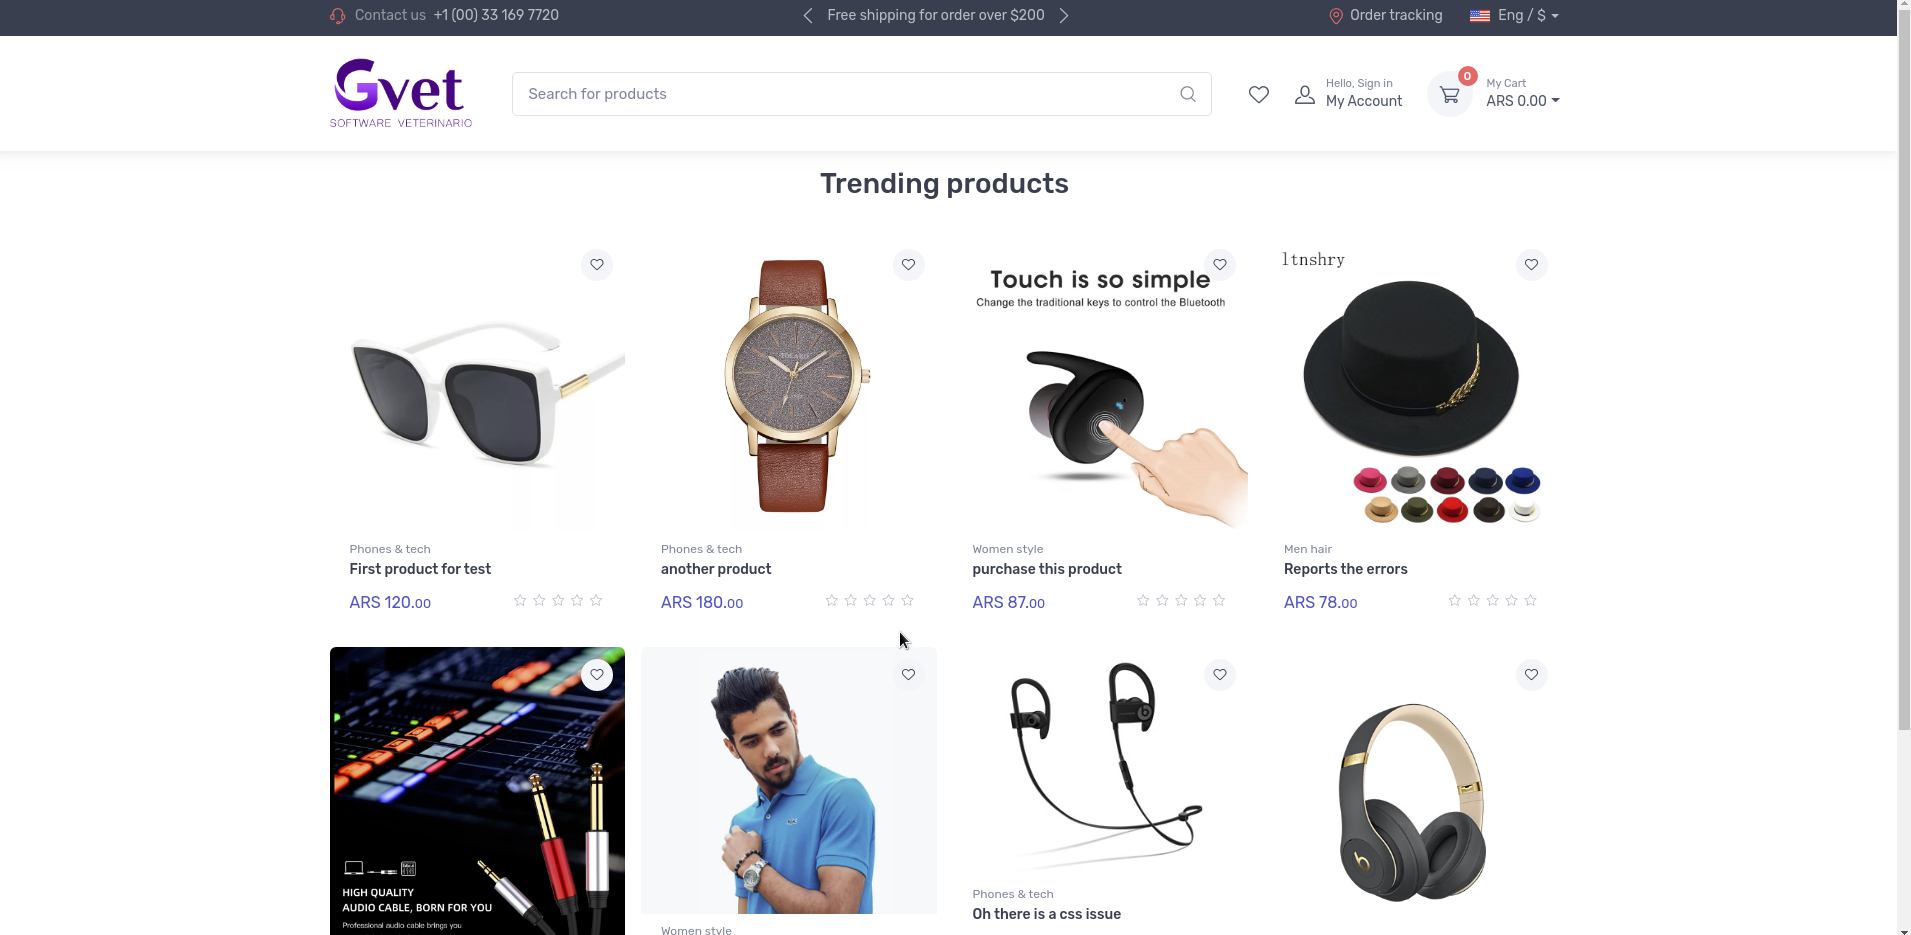 Contact us +1 (00) 33 169 7720
Free shipping for order over $200
Order tracking
Eng / $
Gvet
SOFTWARE VETERINARIO
Search for products
Hello, Sign in
My Account
0
My Cart
ARS 0.00
Trending products
Touch is so simple
Change the traditional keys to control the Bluetooth
ltnshry
Phones & tech
First product for test
ARS 120.00
Phones & tech
another product
ARS 180.00
Women style
purchase this product
ARS 87.00
Men hair
Reports the errors
ARS 78.00
HIGH QUALITY
AUDIO CABLE, BORN FOR YOU
Professional audio cable brings you
Women style
Phones & tech
Oh there is a css issue